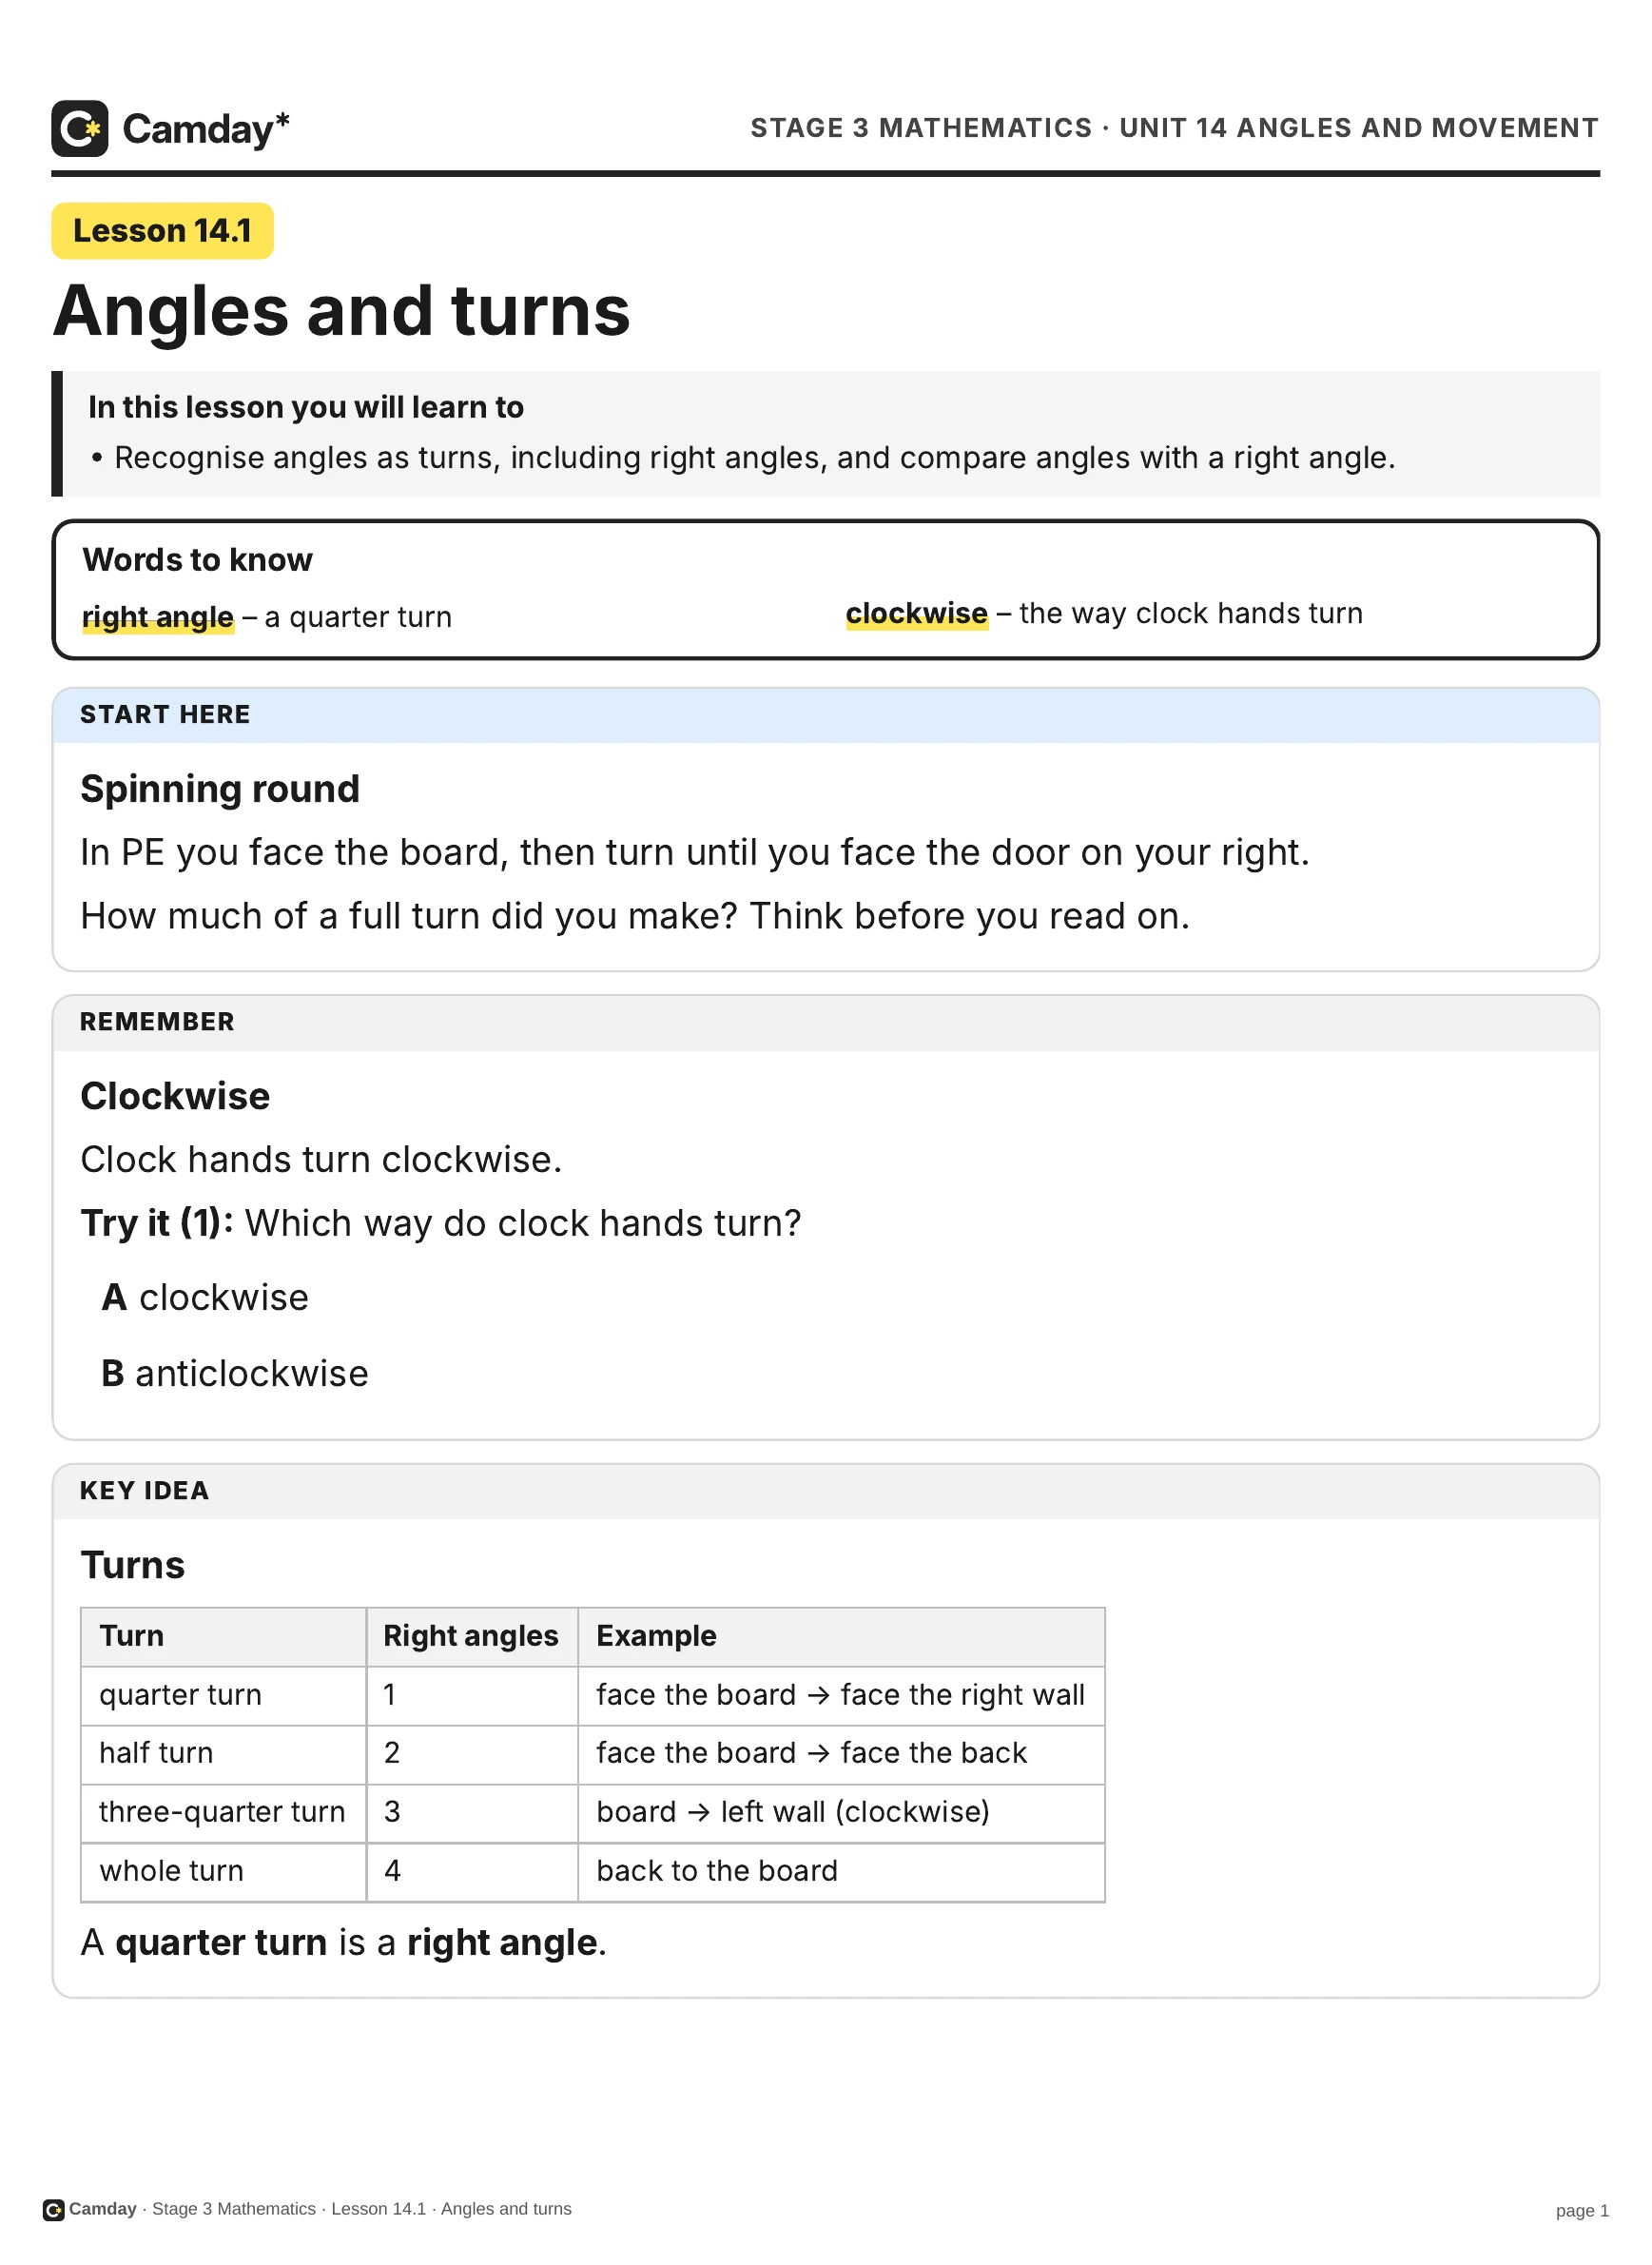 Camday*
STAGE 3 MATHEMATICS · UNIT 14 ANGLES AND MOVEMENT
Lesson 14.1
Angles and turns
In this lesson you will learn to
• Recognise angles as turns, including right angles, and compare angles with a right angle.
Words to know
right angle – a quarter turn
clockwise – the way clock hands turn
START HERE
Spinning round
In PE you face the board, then turn until you face the door on your right.
How much of a full turn did you make? Think before you read on.
REMEMBER
Clockwise
Clock hands turn clockwise.
Try it (1): Which way do clock hands turn?
A clockwise
B anticlockwise
KEY IDEA
Turns
Turn Right angles Example
quarter turn 1 face the board → face the right wall
half turn 2 face the board → face the back
three-quarter turn 3 board → left wall (clockwise)
whole turn 4 back to the board
A quarter turn is a right angle.
Camday · Stage 3 Mathematics · Lesson 14.1 · Angles and turns
page 1